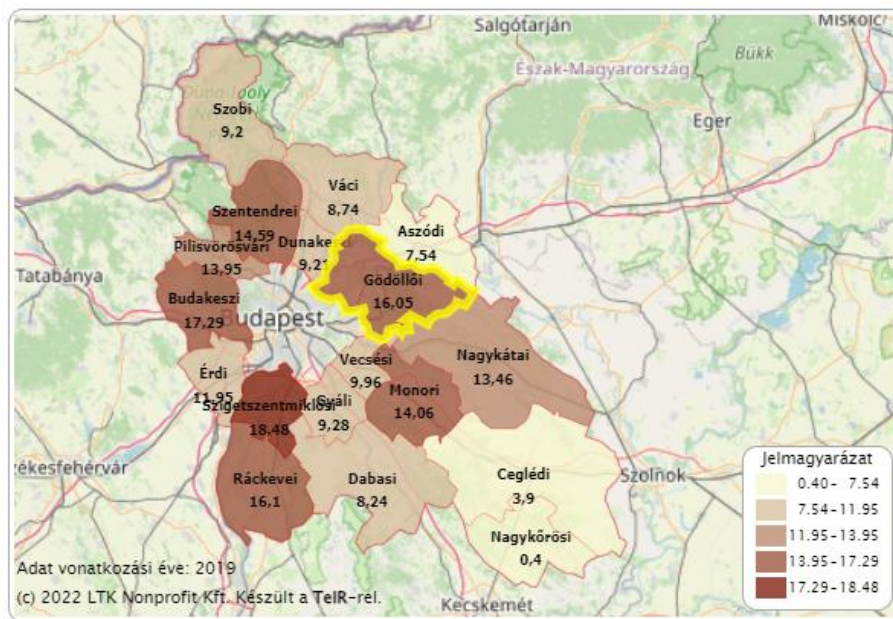 Salgótarján
Miskolc
Bükk
Észak-Magyarország
Eger
Szobi
9,2
Váci
8,74
Szentendrei
14,59
Aszódi
7,54
Pilisvörösvári
13,95
9,21
Gödöllői
16,05
Tatabánya
Budakeszi
17,29
Budapest
Vecsési
9,96
Nagykátai
13,46
Érdi
11,95
Szigetszentmiklósi
18,48
Gyáli
9,28
Monori
14,06
Ráckevei
16,1
Dabasi
8,24
Ceglédi
3,9
Szolnok
zékesfehérvár
Nagykőrösi
0,4
Kecskemét
Jelmagyarázat
0.40- 7.54
7.54-11.95
11.95-13.95
13.95-17.29
17.29-18.48
Adat vonatkozási éve: 2019
(c) 2022 LTK Nonprofit Kft. Készült a TeIR-rel.